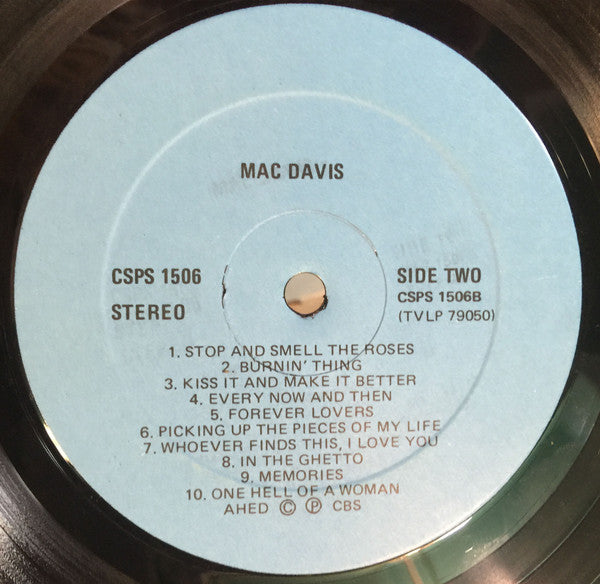 MAC DAVIS
CSPS 1506
STEREO
SIDE TWO
CSPS 1506B
(TVLP 79050)
1. STOP AND SMELL THE ROSES
2. BURNIN' THING
3. KISS IT AND MAKE IT BETTER
4. EVERY NOW AND THEN
5. FOREVER LOVERS
6. PICKING UP THE PIECES OF MY LIFE
7. WHOEVER FINDS THIS, I LOVE YOU
8. IN THE GHETTO
9. MEMORIES
10. ONE HELL OF A WOMAN
AHED © ℗ CBS